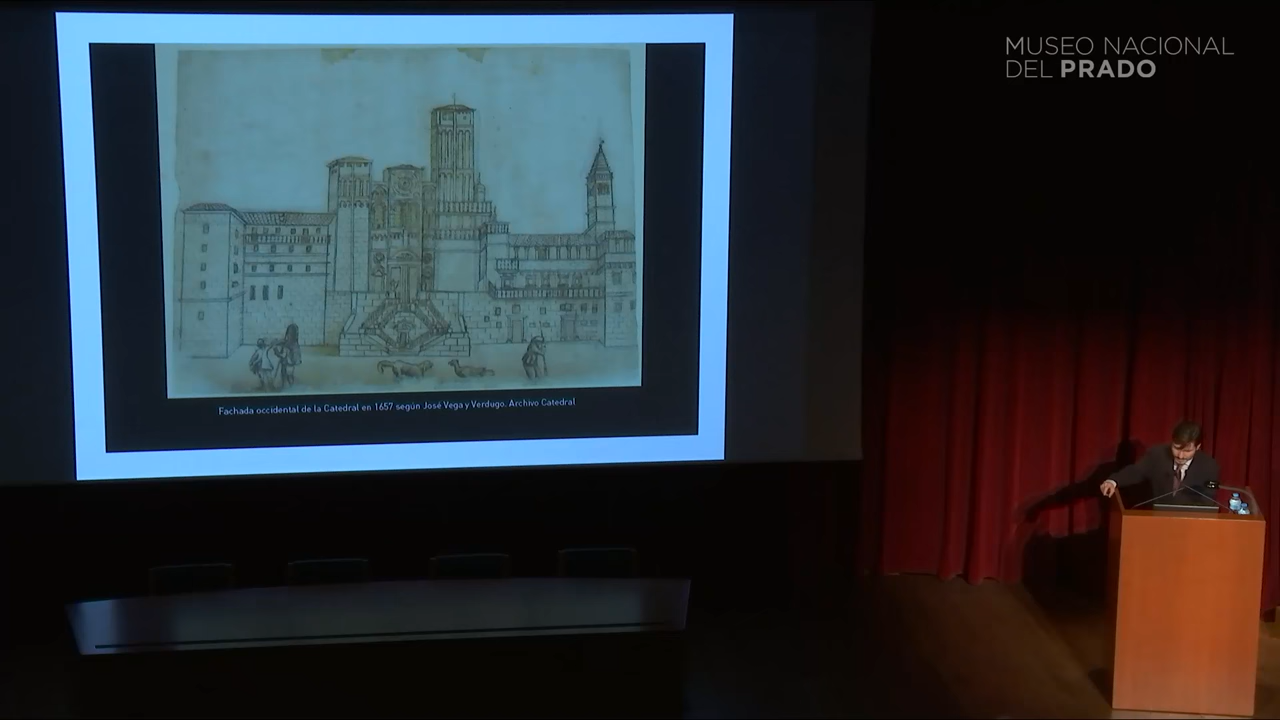 MUSEO NACIONAL
DEL PRADO
Fachada occidental de la Catedral en 1657 según José Vega y Verdugo. Archivo Catedral